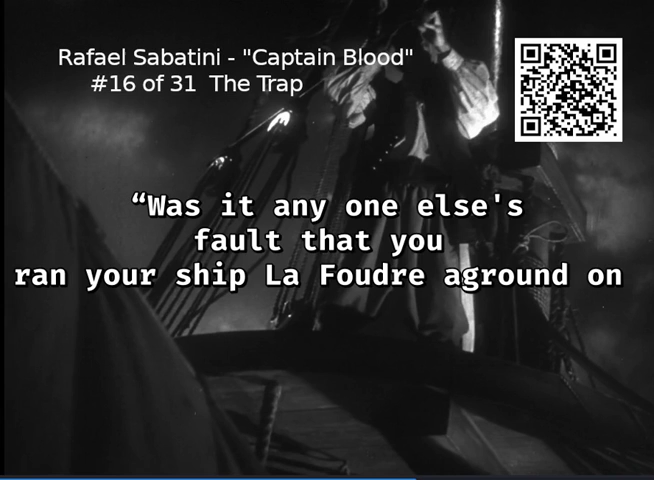 Rafael Sabatini - "Captain Blood"
#16 of 31  The Trap
“Was it any one else's
fault that you
ran your ship La Foudre aground on